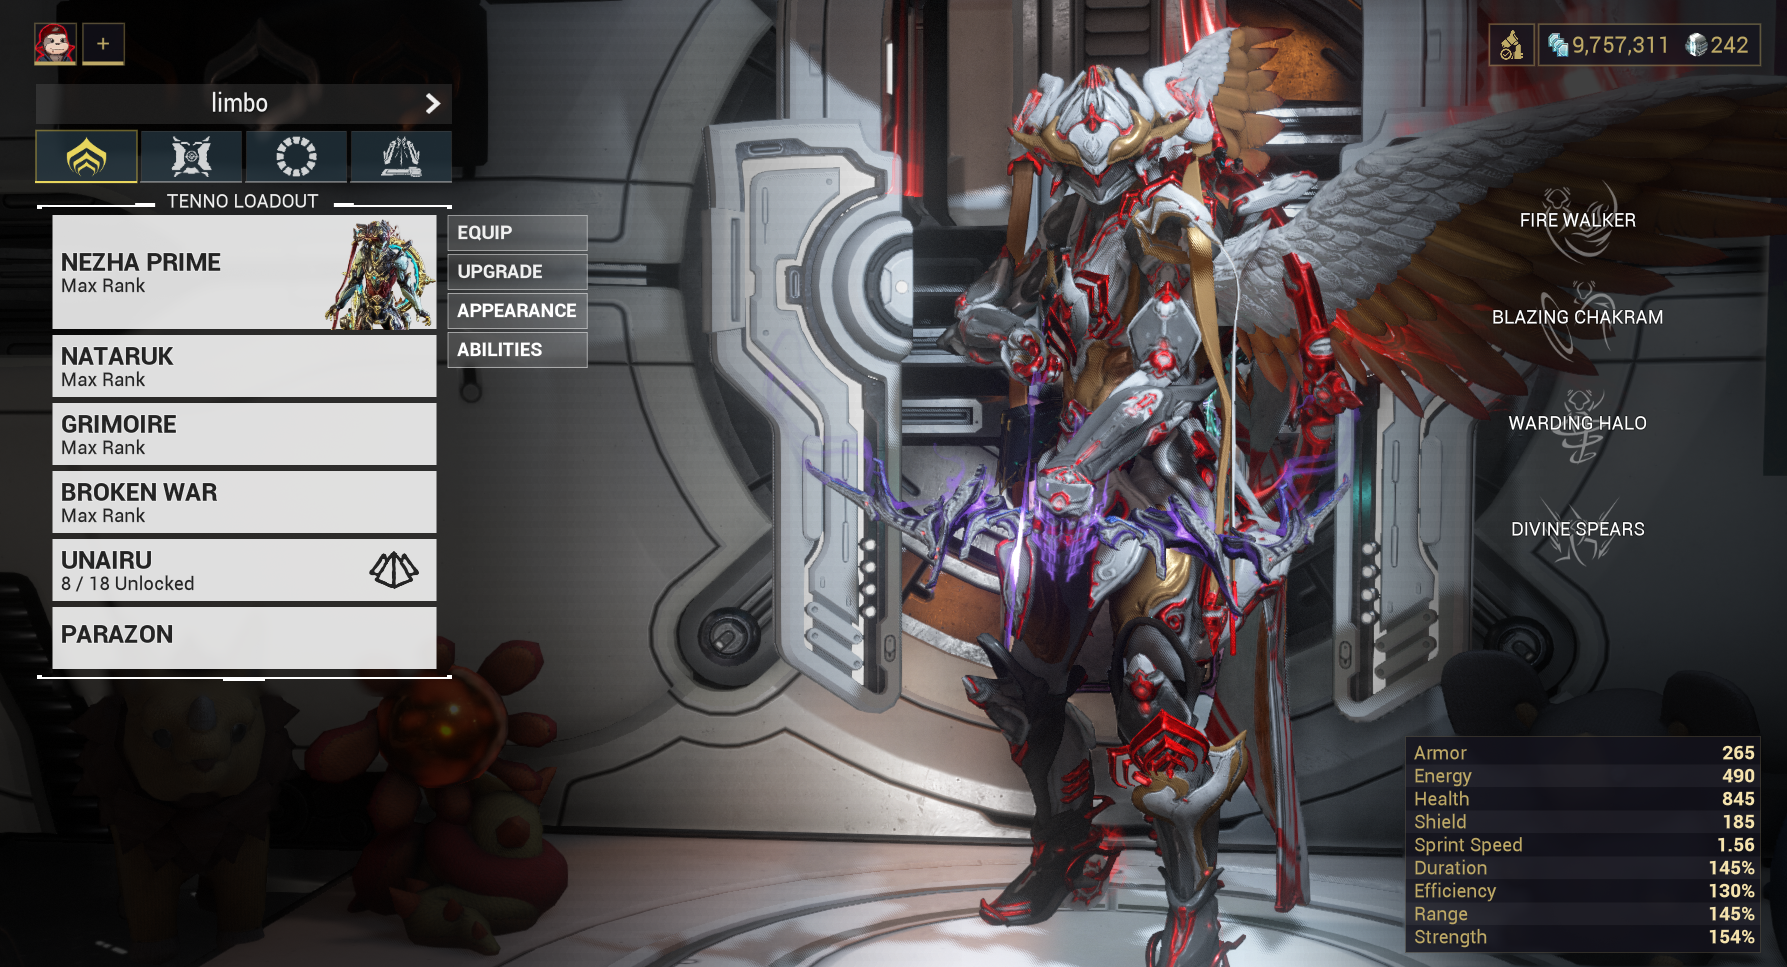 +
9,757,311 242
limbo
TENNO LOADOUT
NEZHA PRIME
Max Rank
NATARUK
Max Rank
GRIMOIRE
Max Rank
BROKEN WAR
Max Rank
UNAIRU
8 / 18 Unlocked
PARAZON
EQUIP
UPGRADE
APPEARANCE
ABILITIES
FIRE WALKER
BLAZING CHAKRAM
WARDING HALO
DIVINE SPEARS
Armor 265
Energy 490
Health 845
Shield 185
Sprint Speed 1.56
Duration 145%
Efficiency 130%
Range 145%
Strength 154%